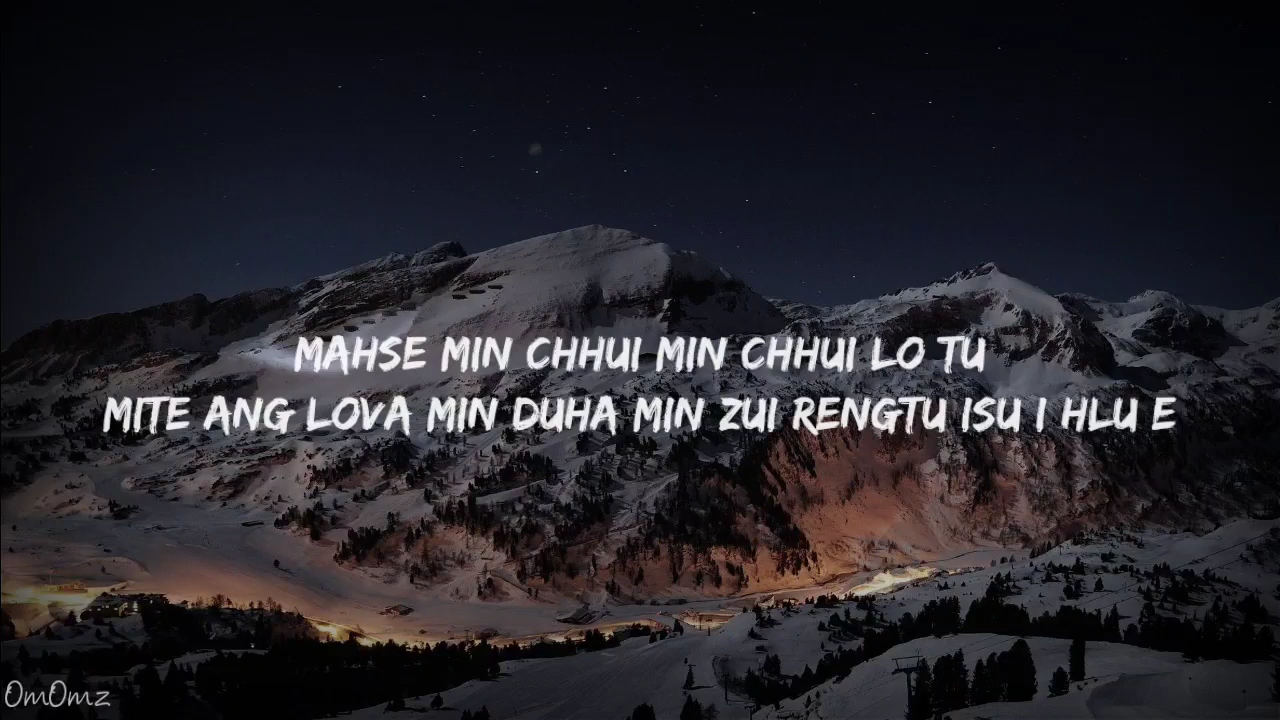 MAHSE MIN CHHUI MIN CHHUI LO TU
MITE ANG LOVA MIN DUHA MIN ZUI RENGTU ISU I HLU E
OmOmz